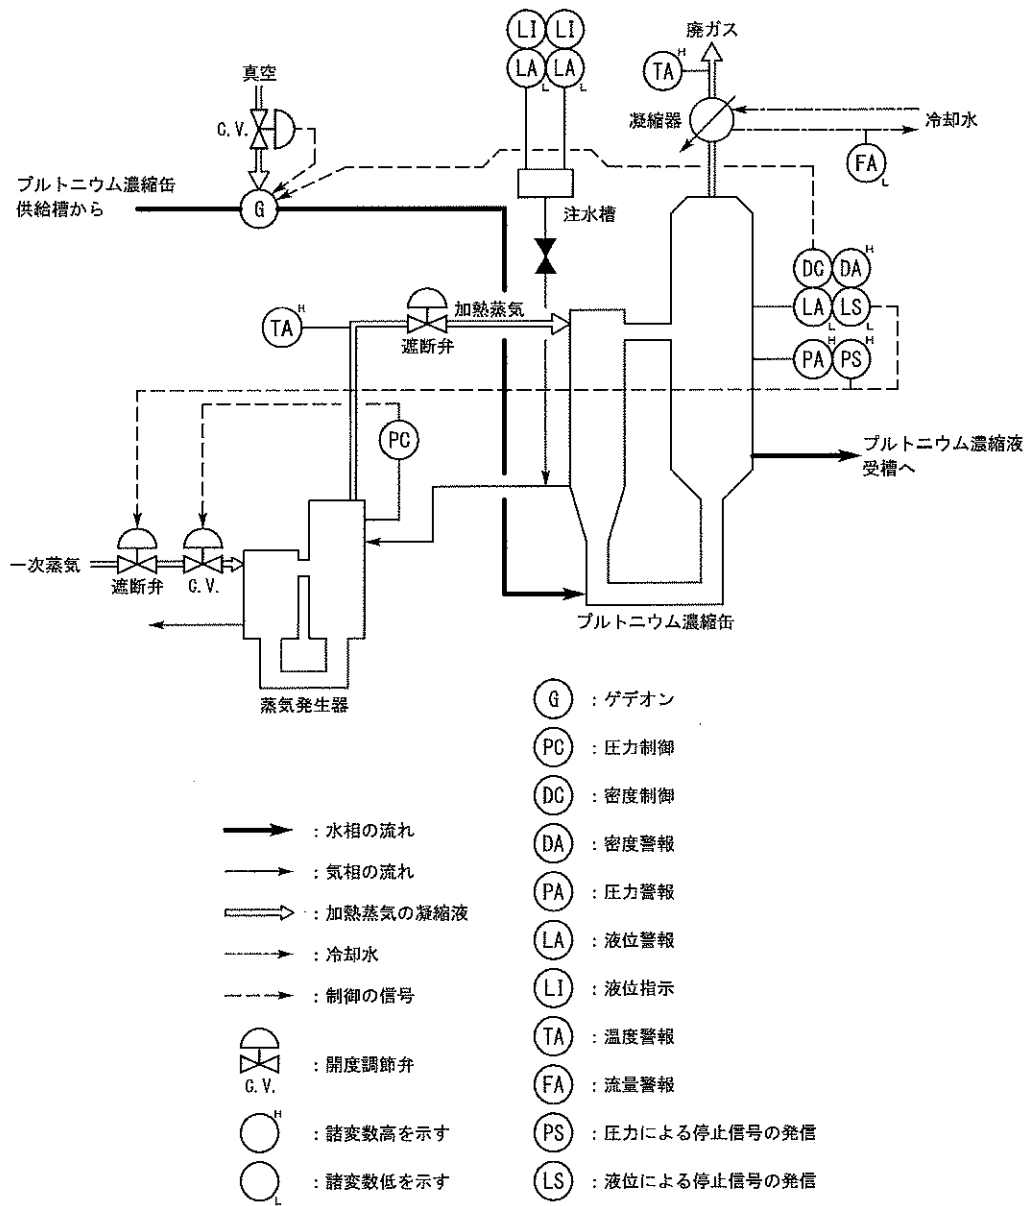 LI LI
LA L LA L
廃ガス
TA H
真空
C.V.
凝縮器
冷却水
FA L
プルトニウム濃縮缶
供給槽から
G
注水槽
DC DA H
LA L LS L
PA H PS H
TA H
加熱蒸気
遮断弁
PC
プルトニウム濃縮液
受槽へ
一次蒸気
遮断弁
C.V.
プルトニウム濃縮缶
蒸気発生器
G :ゲデオン
PC :圧力制御
DC :密度制御
DA :密度警報
PA :圧力警報
LA :液位警報
LI :液位指示
TA :温度警報
FA :流量警報
PS :圧力による停止信号の発信
LS :液位による停止信号の発信
:水相の流れ
:気相の流れ
:加熱蒸気の凝縮液
:冷却水
:制御の信号
:開度調節弁
C.V.
H :諸変数高を示す
L :諸変数低を示す